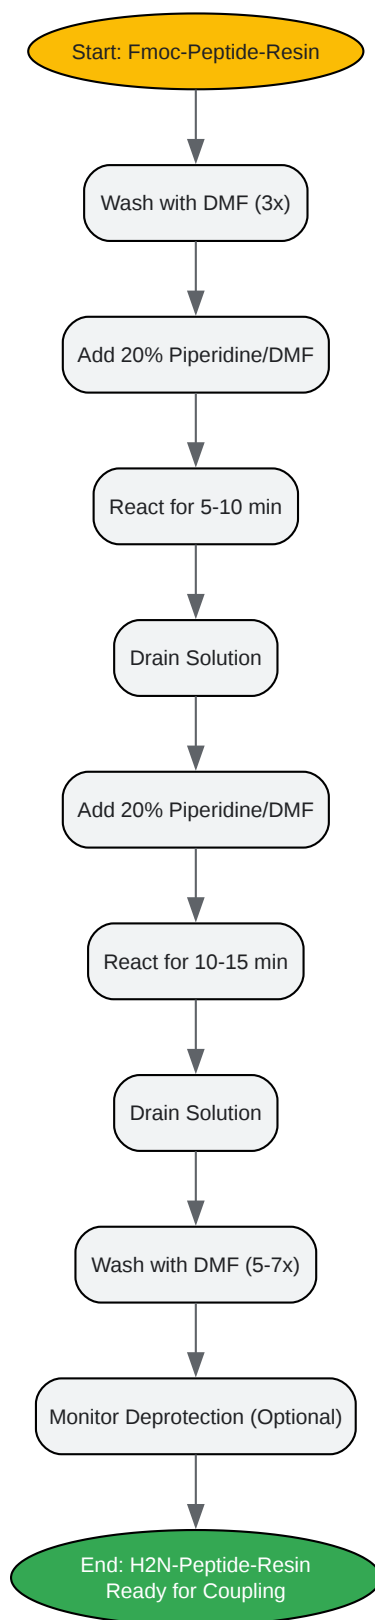 Start: Fmoc-Peptide-Resin
Wash with DMF (3x)
Add 20% Piperidine/DMF
React for 5-10 min
Drain Solution
Add 20% Piperidine/DMF
React for 10-15 min
Drain Solution
Wash with DMF (5-7x)
Monitor Deprotection (Optional)
End: H2N-Peptide-Resin
Ready for Coupling